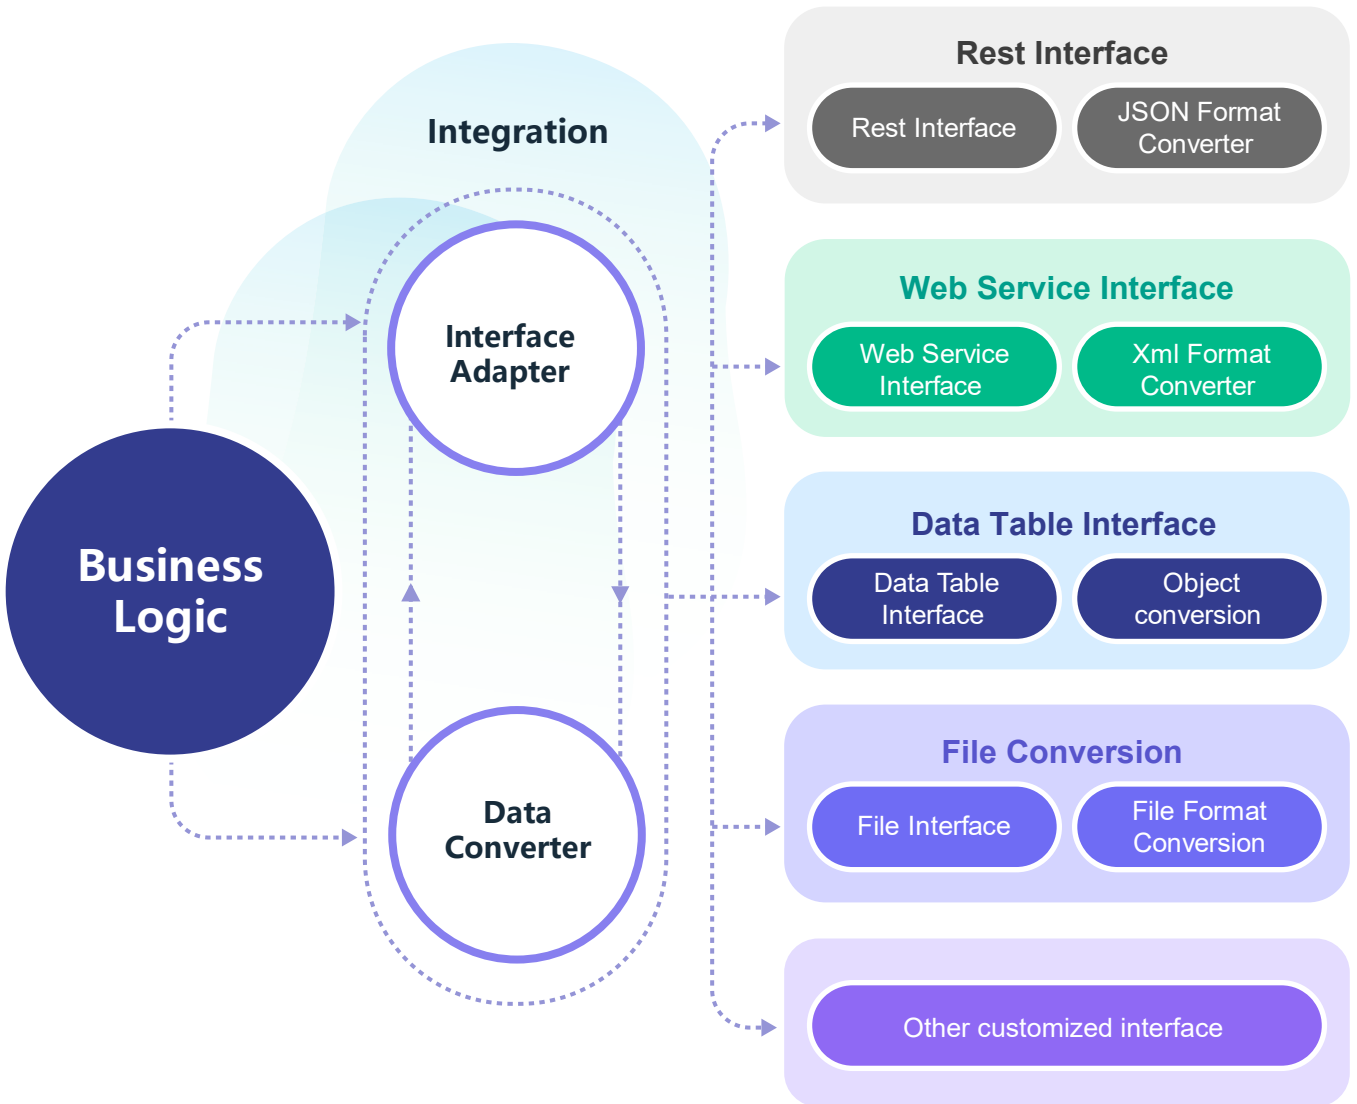 Integration
Interface
Adapter
Business
Logic
Data
Converter
Rest Interface
Rest Interface
JSON Format
Converter
Web Service Interface
Web Service
Interface
Xml Format
Converter
Data Table Interface
Data Table
Interface
Object
conversion
File Conversion
File Interface
File Format
Conversion
Other customized interface